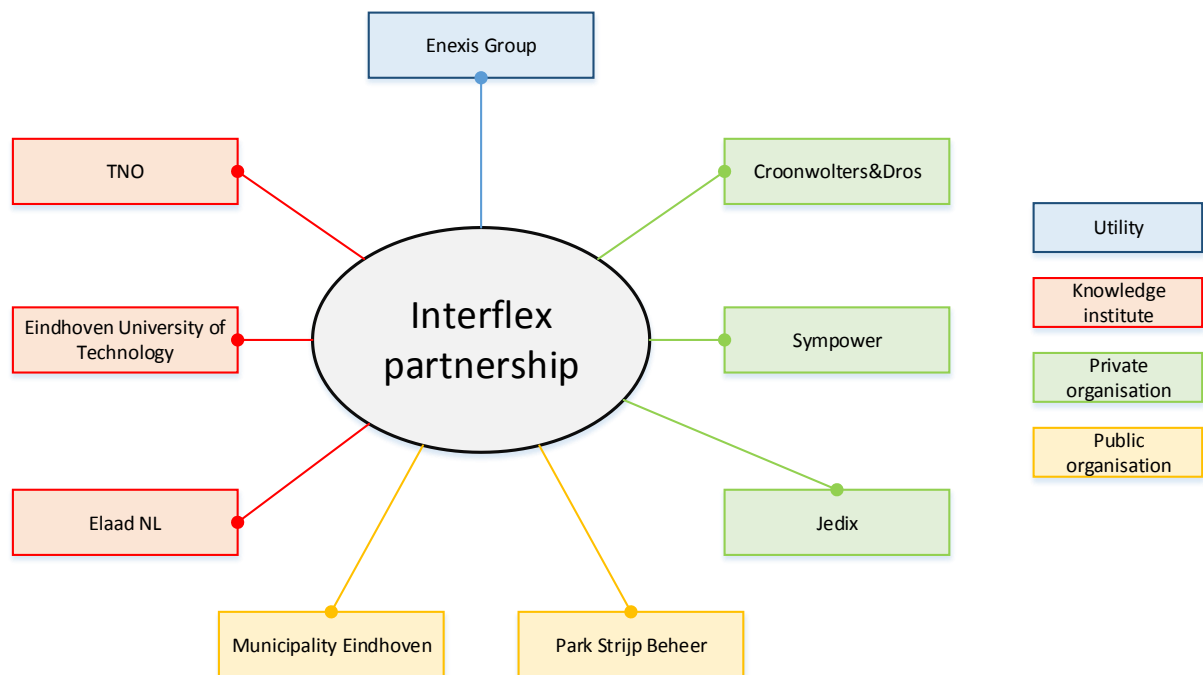 Enexis Group
TNO
Croonwolters&Dros
Utility
Knowledge
institute
Interflex
partnership
Eindhoven University of
Technology
Sympower
Private
organisation
Public
organisation
Elaad NL
Jedix
Municipality Eindhoven
Park Strijp Beheer